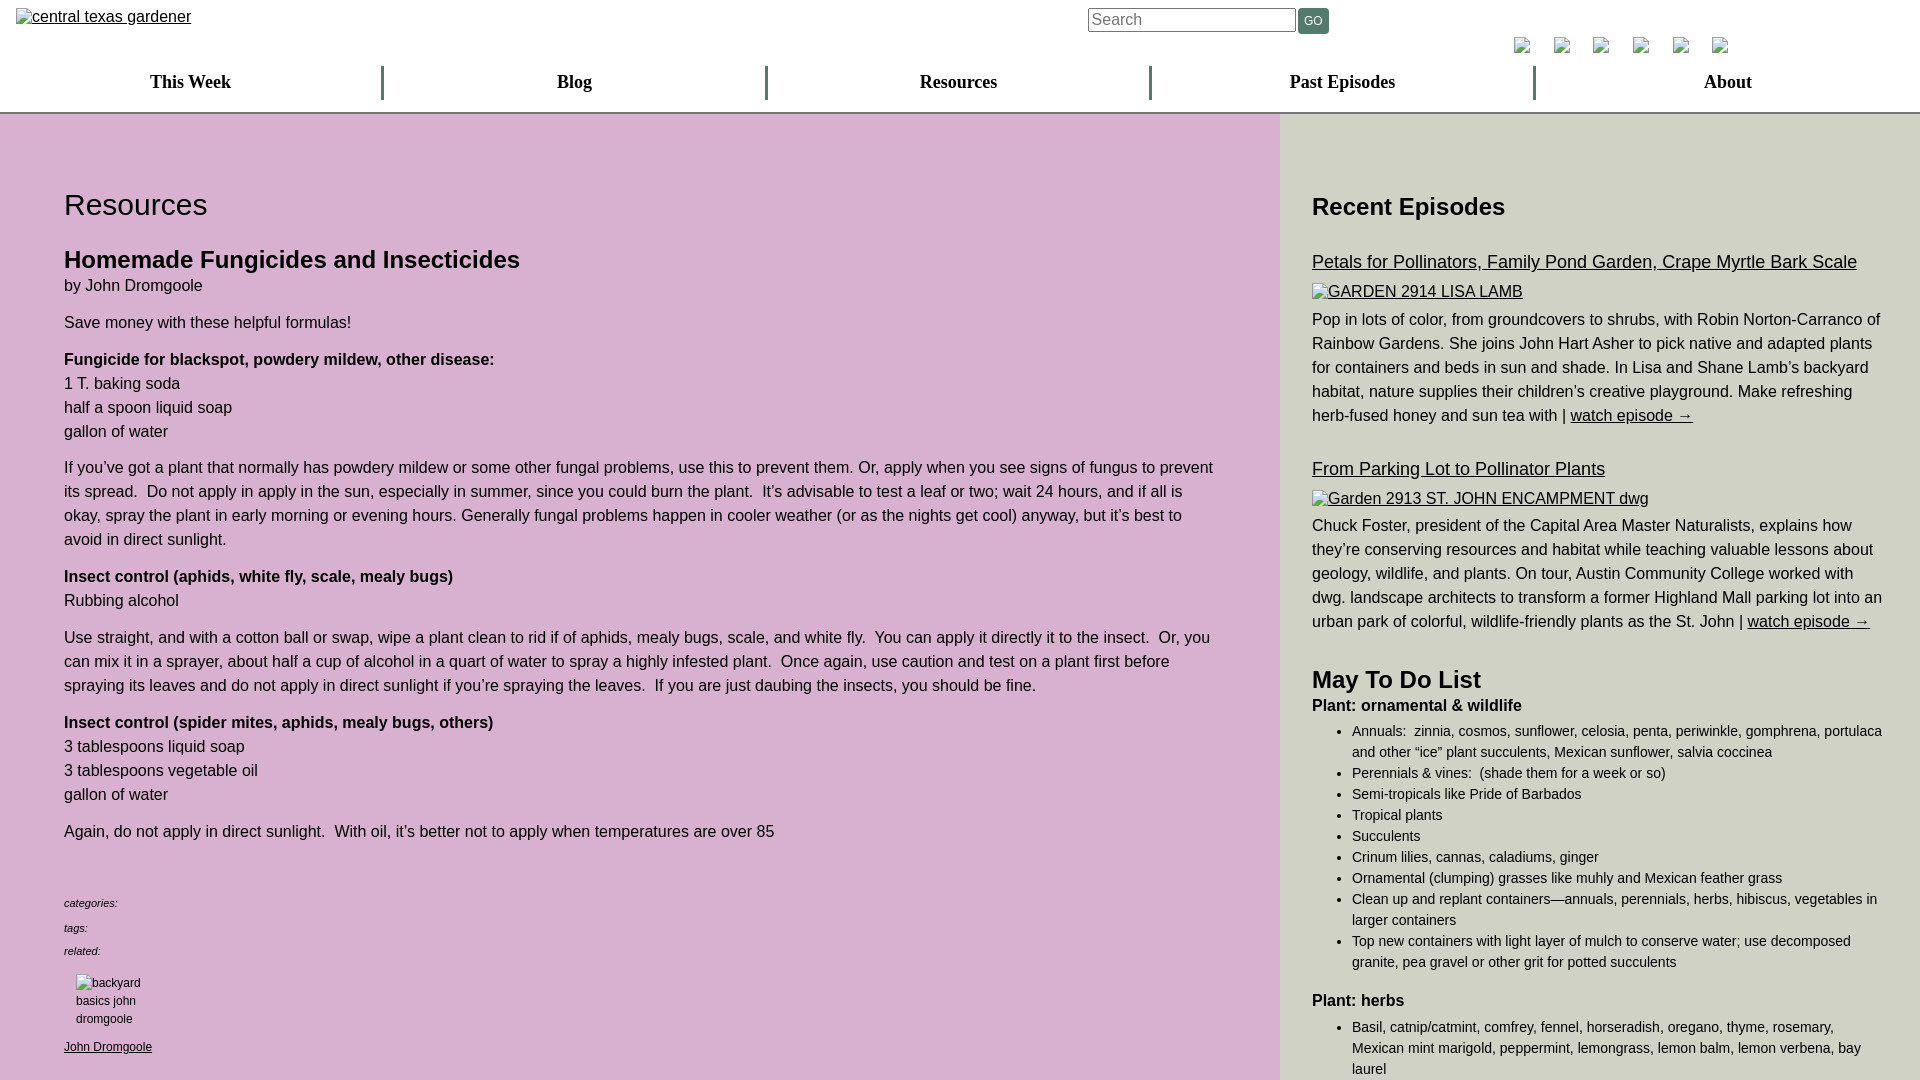 central texas gardener
Search
GO
This Week
Blog
Resources
Past Episodes
About
Resources
Homemade Fungicides and Insecticides
by John Dromgoole
Save money with these helpful formulas!
Fungicide for blackspot, powdery mildew, other disease:
1 T. baking soda
half a spoon liquid soap
gallon of water
If you’ve got a plant that normally has powdery mildew or some other fungal problems, use this to prevent them. Or, apply when you see signs of fungus to prevent
its spread.  Do not apply in apply in the sun, especially in summer, since you could burn the plant.  It’s advisable to test a leaf or two; wait 24 hours, and if all is
okay, spray the plant in early morning or evening hours. Generally fungal problems happen in cooler weather (or as the nights get cool) anyway, but it’s best to
avoid in direct sunlight.
Insect control (aphids, white fly, scale, mealy bugs)
Rubbing alcohol
Use straight, and with a cotton ball or swap, wipe a plant clean to rid if of aphids, mealy bugs, scale, and white fly.  You can apply it directly it to the insect.  Or, you
can mix it in a sprayer, about half a cup of alcohol in a quart of water to spray a highly infested plant.  Once again, use caution and test on a plant first before
spraying its leaves and do not apply in direct sunlight if you’re spraying the leaves.  If you are just daubing the insects, you should be fine.
Insect control (spider mites, aphids, mealy bugs, others)
3 tablespoons liquid soap
3 tablespoons vegetable oil
gallon of water
Again, do not apply in direct sunlight.  With oil, it’s better not to apply when temperatures are over 85
categories:
tags:
related:
backyard
basics john
dromgoole
John Dromgoole
Recent Episodes
Petals for Pollinators, Family Pond Garden, Crape Myrtle Bark Scale
GARDEN 2914 LISA LAMB
Pop in lots of color, from groundcovers to shrubs, with Robin Norton-Carranco of
Rainbow Gardens. She joins John Hart Asher to pick native and adapted plants
for containers and beds in sun and shade. In Lisa and Shane Lamb’s backyard
habitat, nature supplies their children’s creative playground. Make refreshing
herb-fused honey and sun tea with | watch episode →
From Parking Lot to Pollinator Plants
Garden 2913 ST. JOHN ENCAMPMENT dwg
Chuck Foster, president of the Capital Area Master Naturalists, explains how
they’re conserving resources and habitat while teaching valuable lessons about
geology, wildlife, and plants. On tour, Austin Community College worked with
dwg. landscape architects to transform a former Highland Mall parking lot into an
urban park of colorful, wildlife-friendly plants as the St. John | watch episode →
May To Do List
Plant: ornamental & wildlife
• Annuals:  zinnia, cosmos, sunflower, celosia, penta, periwinkle, gomphrena, portulaca
and other “ice” plant succulents, Mexican sunflower, salvia coccinea
• Perennials & vines:  (shade them for a week or so)
• Semi-tropicals like Pride of Barbados
• Tropical plants
• Succulents
• Crinum lilies, cannas, caladiums, ginger
• Ornamental (clumping) grasses like muhly and Mexican feather grass
• Clean up and replant containers—annuals, perennials, herbs, hibiscus, vegetables in
larger containers
• Top new containers with light layer of mulch to conserve water; use decomposed
granite, pea gravel or other grit for potted succulents
Plant: herbs
• Basil, catnip/catmint, comfrey, fennel, horseradish, oregano, thyme, rosemary,
Mexican mint marigold, peppermint, lemongrass, lemon balm, lemon verbena, bay
laurel